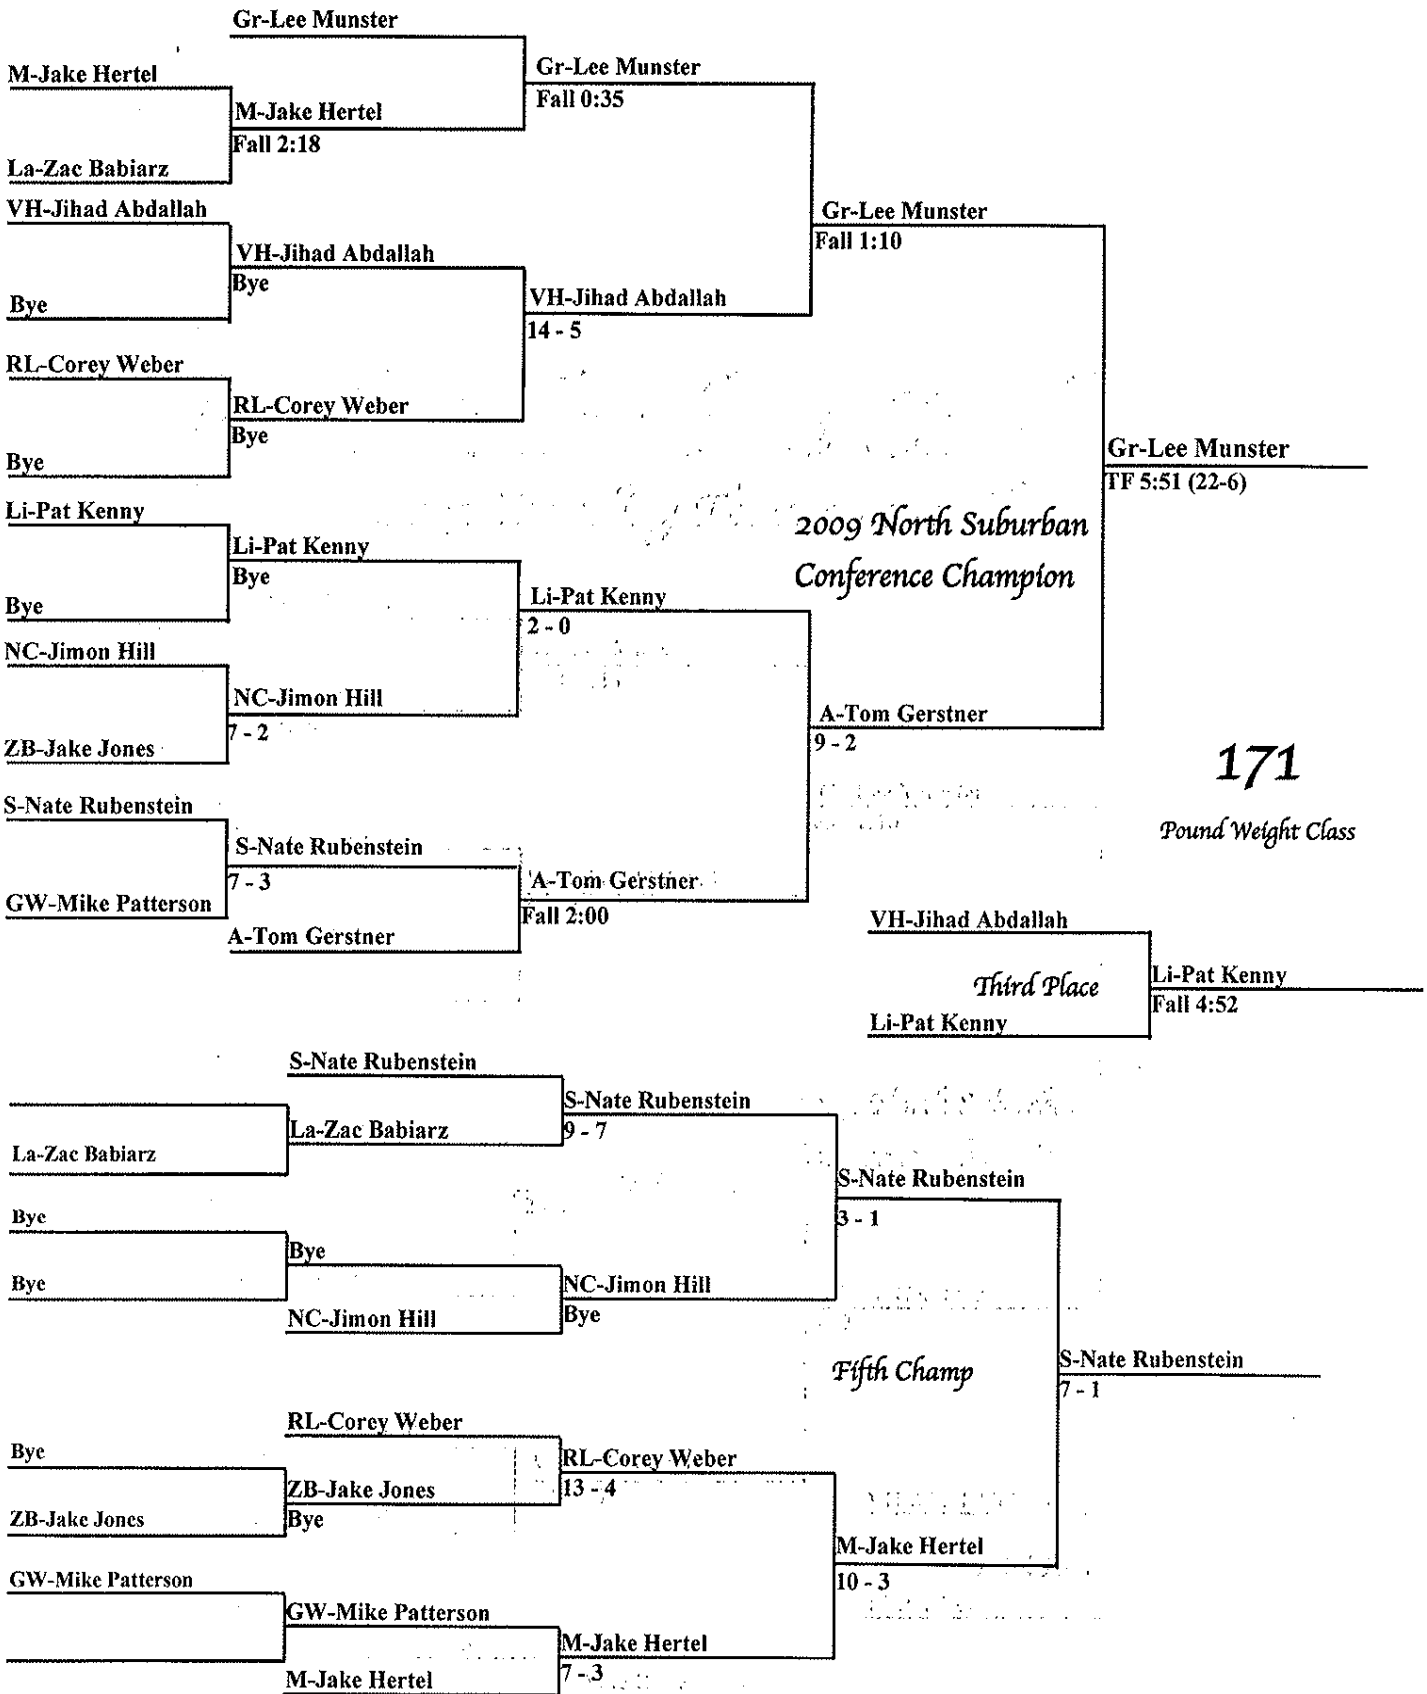 Gr-Lee Munster
M-Jake Hertel
Gr-Lee Munster
Fall 0:35
M-Jake Hertel
Fall 2:18
La-Zac Babiarz
VH-Jihad Abdallah
Gr-Lee Munster
Fall 1:10
VH-Jihad Abdallah
Bye
Bye
VH-Jihad Abdallah
14 - 5
RL-Corey Weber
RL-Corey Weber
Bye
Bye
Gr-Lee Munster
TF 5:51 (22-6)
Li-Pat Kenny
2009 North Suburban
Conference Champion
Li-Pat Kenny
Bye
Bye
Li-Pat Kenny
2 - 0
NC-Jimon Hill
NC-Jimon Hill
7 - 2
A-Tom Gerstner
9 - 2
ZB-Jake Jones
171
Pound Weight Class
S-Nate Rubenstein
S-Nate Rubenstein
7 - 3
A-Tom Gerstner
Fall 2:00
GW-Mike Patterson
A-Tom Gerstner
VH-Jihad Abdallah
Third Place
Li-Pat Kenny
Fall 4:52
Li-Pat Kenny
S-Nate Rubenstein
S-Nate Rubenstein
9 - 7
La-Zac Babiarz
La-Zac Babiarz
S-Nate Rubenstein
3 - 1
Bye
Bye
Bye
NC-Jimon Hill
Bye
NC-Jimon Hill
Fifth Champ
S-Nate Rubenstein
7 - 1
RL-Corey Weber
Bye
RL-Corey Weber
13 - 4
ZB-Jake Jones
Bye
ZB-Jake Jones
M-Jake Hertel
10 - 3
GW-Mike Patterson
GW-Mike Patterson
M-Jake Hertel
7 - 3
M-Jake Hertel